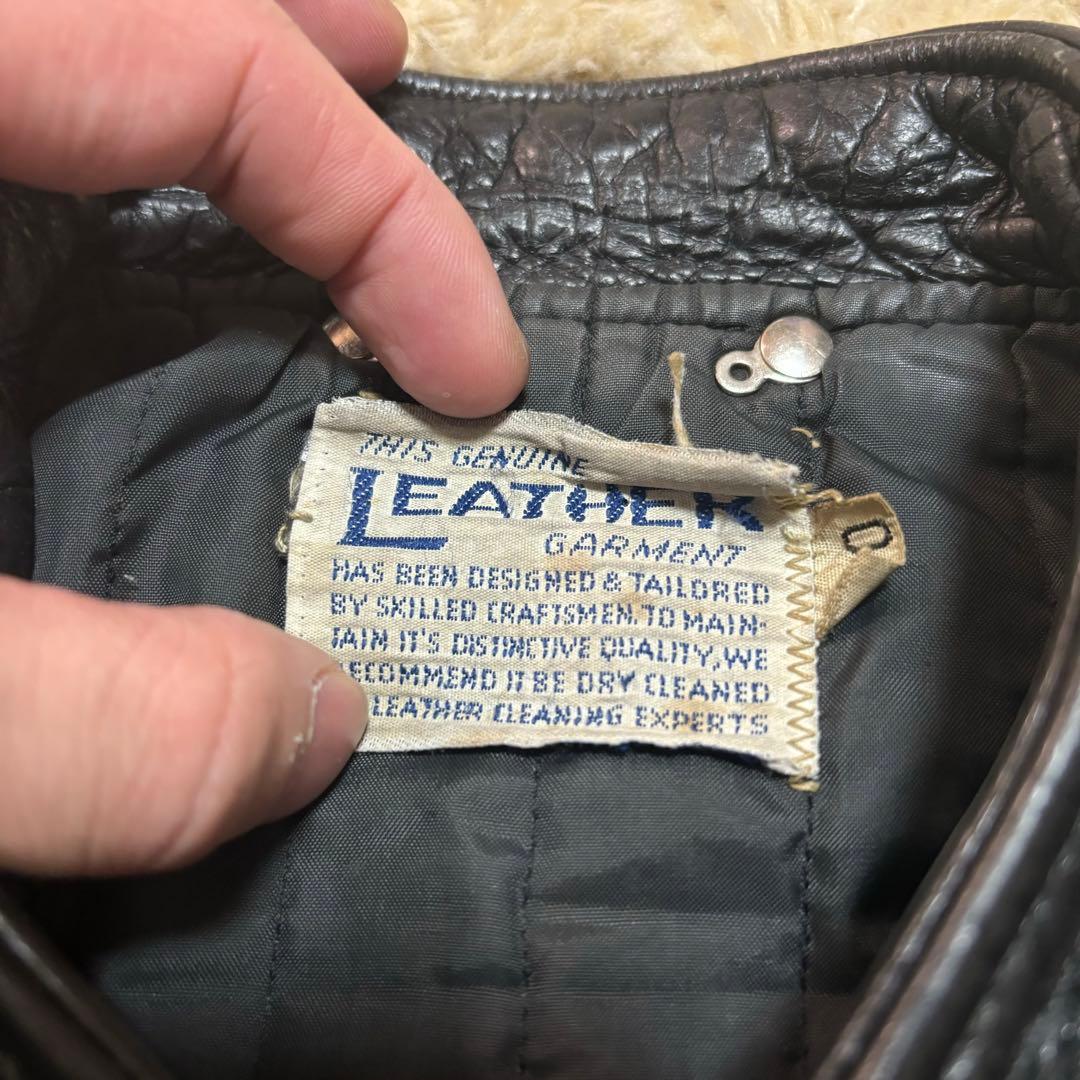 THIS GENUINE
LEATHER
GARMENT
HAS BEEN DESIGNED & TAILORED
BY SKILLED CRAFTSMEN. TO MAIN-
TAIN IT'S DISTINCTIVE QUALITY, WE
RECOMMEND IT BE DRY CLEANED
LEATHER CLEANING EXPERTS